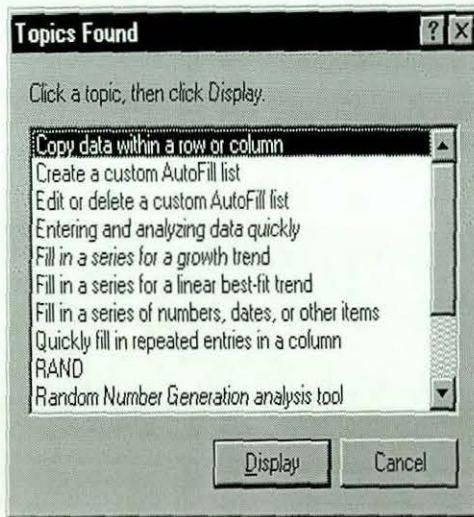 Topics Found
Click a topic, then click Display.
Copy data within a row or column
Create a custom AutoFill list
Edit or delete a custom AutoFill list
Entering and analyzing data quickly
Fill in a series for a growth trend
Fill in a series for a linear best-fit trend
Fill in a series of numbers, dates, or other items
Quickly fill in repeated entries in a column
RAND
Random Number Generation analysis tool
Display Cancel